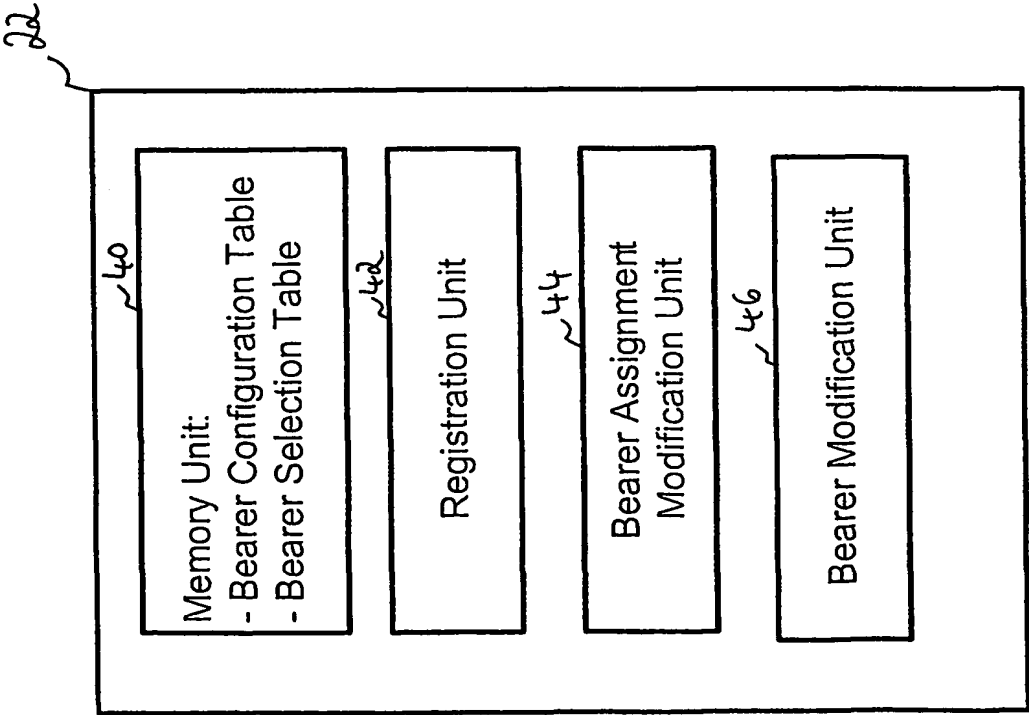 22
40
Memory Unit:
- Bearer Configuration Table
- Bearer Selection Table
42
Registration Unit
44
Bearer Assignment
Modification Unit
46
Bearer Modification Unit